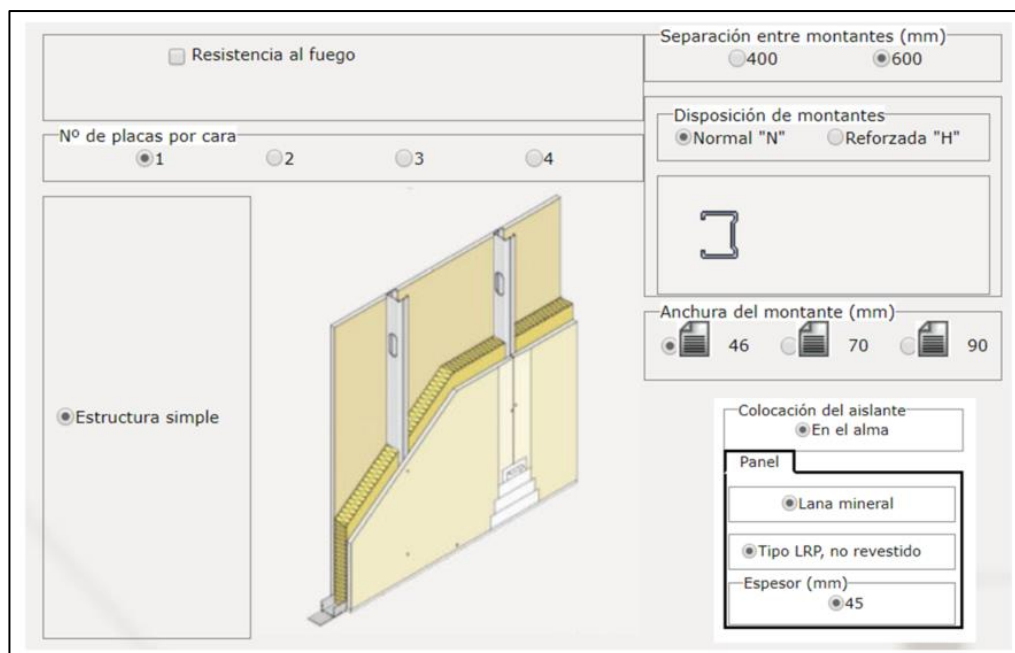 Resistencia al fuego
Separación entre montantes (mm)
400 600
Nº de placas por cara
1 2 3 4
Disposición de montantes
Normal "N" Reforzada "H"
Anchura del montante (mm)
46 70 90
Estructura simple
Colocación del aislante
En el alma
Panel
Lana mineral
Tipo LRP, no revestido
Espesor (mm)
45